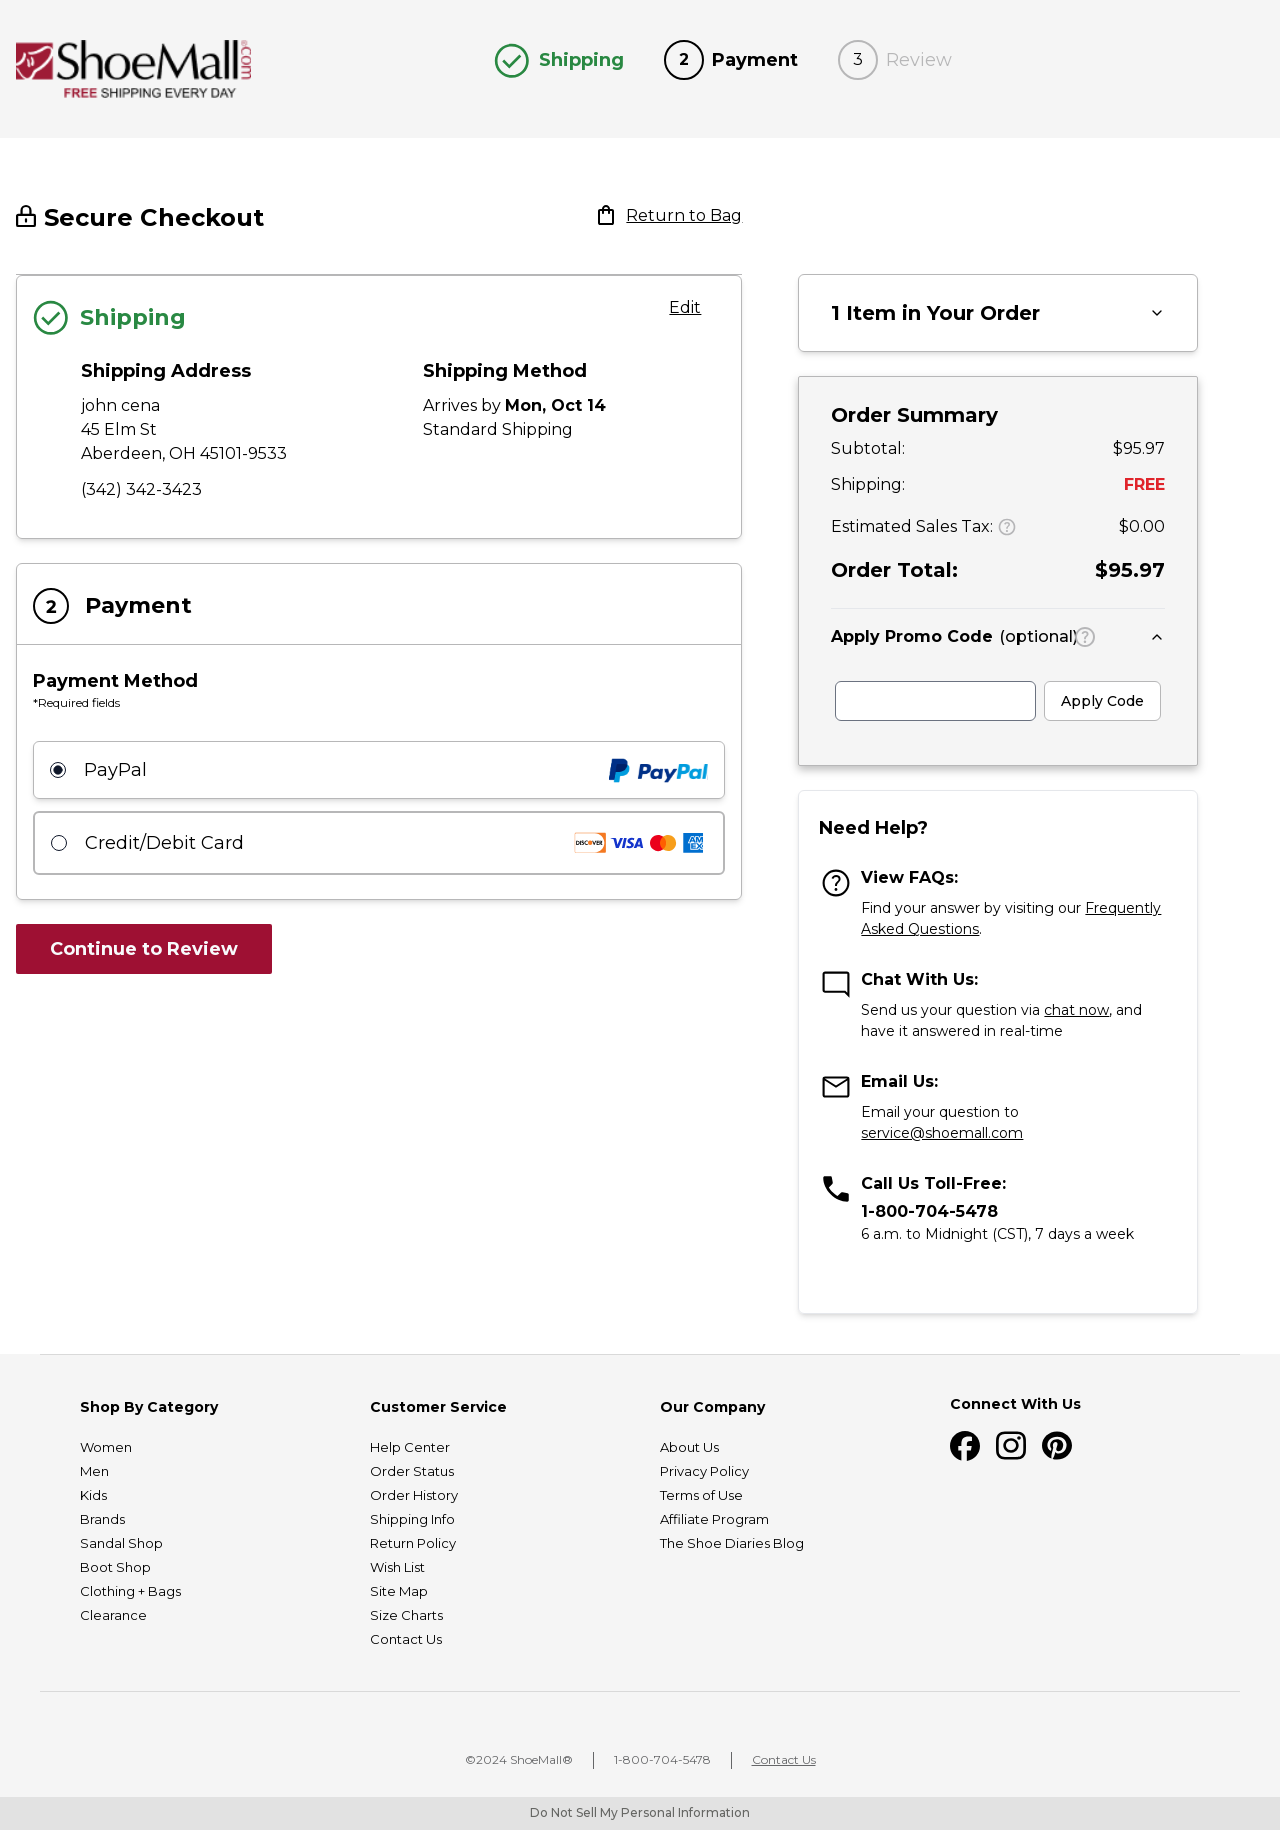 ShoeMall®.com
FREE SHIPPING EVERY DAY
Shipping
2 Payment
3 Review
Secure Checkout
Return to Bag
Shipping
Edit
Shipping Address
john cena
45 Elm St
Aberdeen, OH 45101-9533
(342) 342-3423
Shipping Method
Arrives by Mon, Oct 14
Standard Shipping
2 Payment
Payment Method
*Required fields
PayPal
PayPal
Credit/Debit Card
DISCOVER VISA AMEX
Continue to Review
1 Item in Your Order
Order Summary
Subtotal: $95.97
Shipping: FREE
Estimated Sales Tax: ? $0.00
Order Total: $95.97
Apply Promo Code (optional) ?
Apply Code
Need Help?
View FAQs:
Find your answer by visiting our Frequently
Asked Questions.
Chat With Us:
Send us your question via chat now, and
have it answered in real-time
Email Us:
Email your question to
service@shoemall.com
Call Us Toll-Free:
1-800-704-5478
6 a.m. to Midnight (CST), 7 days a week
Shop By Category
Women
Men
Kids
Brands
Sandal Shop
Boot Shop
Clothing + Bags
Clearance
Customer Service
Help Center
Order Status
Order History
Shipping Info
Return Policy
Wish List
Site Map
Size Charts
Contact Us
Our Company
About Us
Privacy Policy
Terms of Use
Affiliate Program
The Shoe Diaries Blog
Connect With Us
©2024 ShoeMall®
1-800-704-5478
Contact Us
Do Not Sell My Personal Information